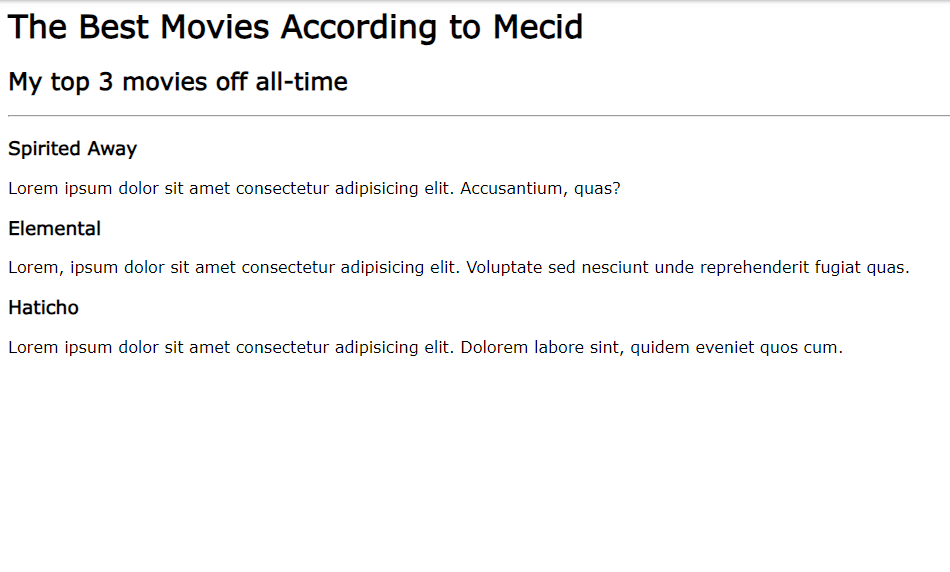 The Best Movies According to Mecid
My top 3 movies off all-time
Spirited Away
Lorem ipsum dolor sit amet consectetur adipisicing elit. Accusantium, quas?
Elemental
Lorem, ipsum dolor sit amet consectetur adipisicing elit. Voluptate sed nesciunt unde reprehenderit fugiat quas.
Haticho
Lorem ipsum dolor sit amet consectetur adipisicing elit. Dolorem labore sint, quidem eveniet quos cum.